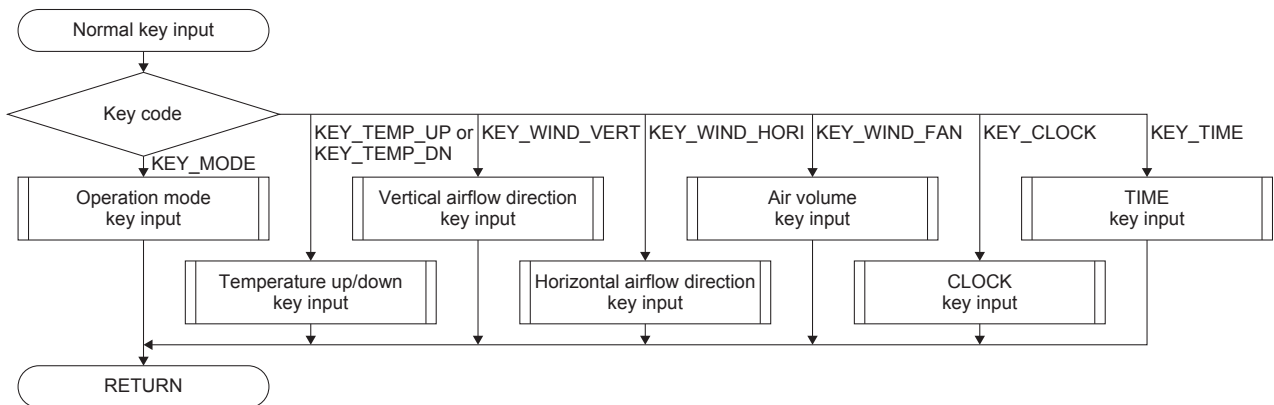 Normal key input
Key code
KEY_MODE
KEY_TEMP_UP or
KEY_TEMP_DN
KEY_WIND_VERT
KEY_WIND_HORI
KEY_WIND_FAN
KEY_CLOCK
KEY_TIME
Operation mode
key input
Vertical airflow direction
key input
Air volume
key input
TIME
key input
Temperature up/down
key input
Horizontal airflow direction
key input
CLOCK
key input
RETURN